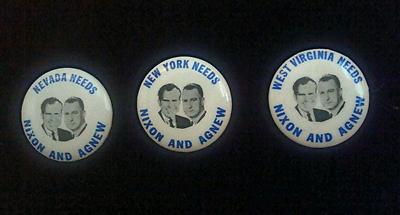 NEVADA NEEDS
NIXON AND AGNEW
NEW YORK NEEDS
NIXON AND AGNEW
WEST VIRGINIA NEEDS
NIXON AND AGNEW